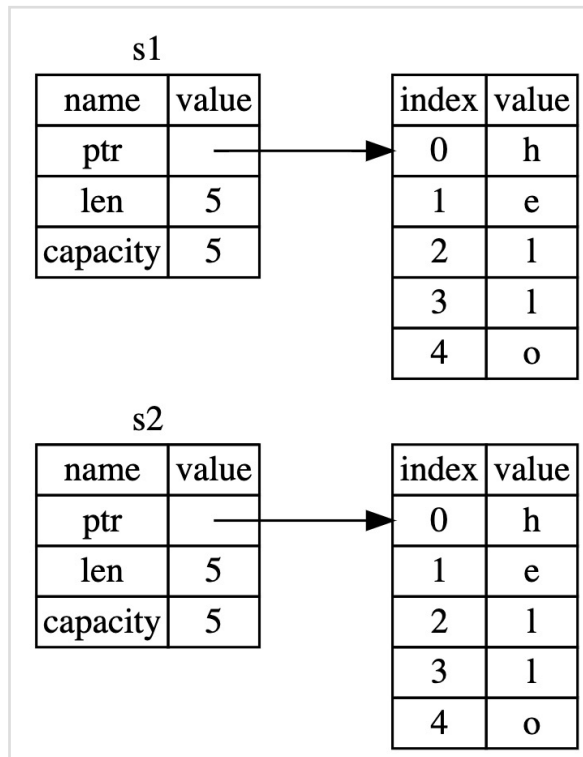 s1
name value
ptr
len 5
capacity 5
index value
0 h
1 e
2 l
3 l
4 o
s2
name value
ptr
len 5
capacity 5
index value
0 h
1 e
2 l
3 l
4 o